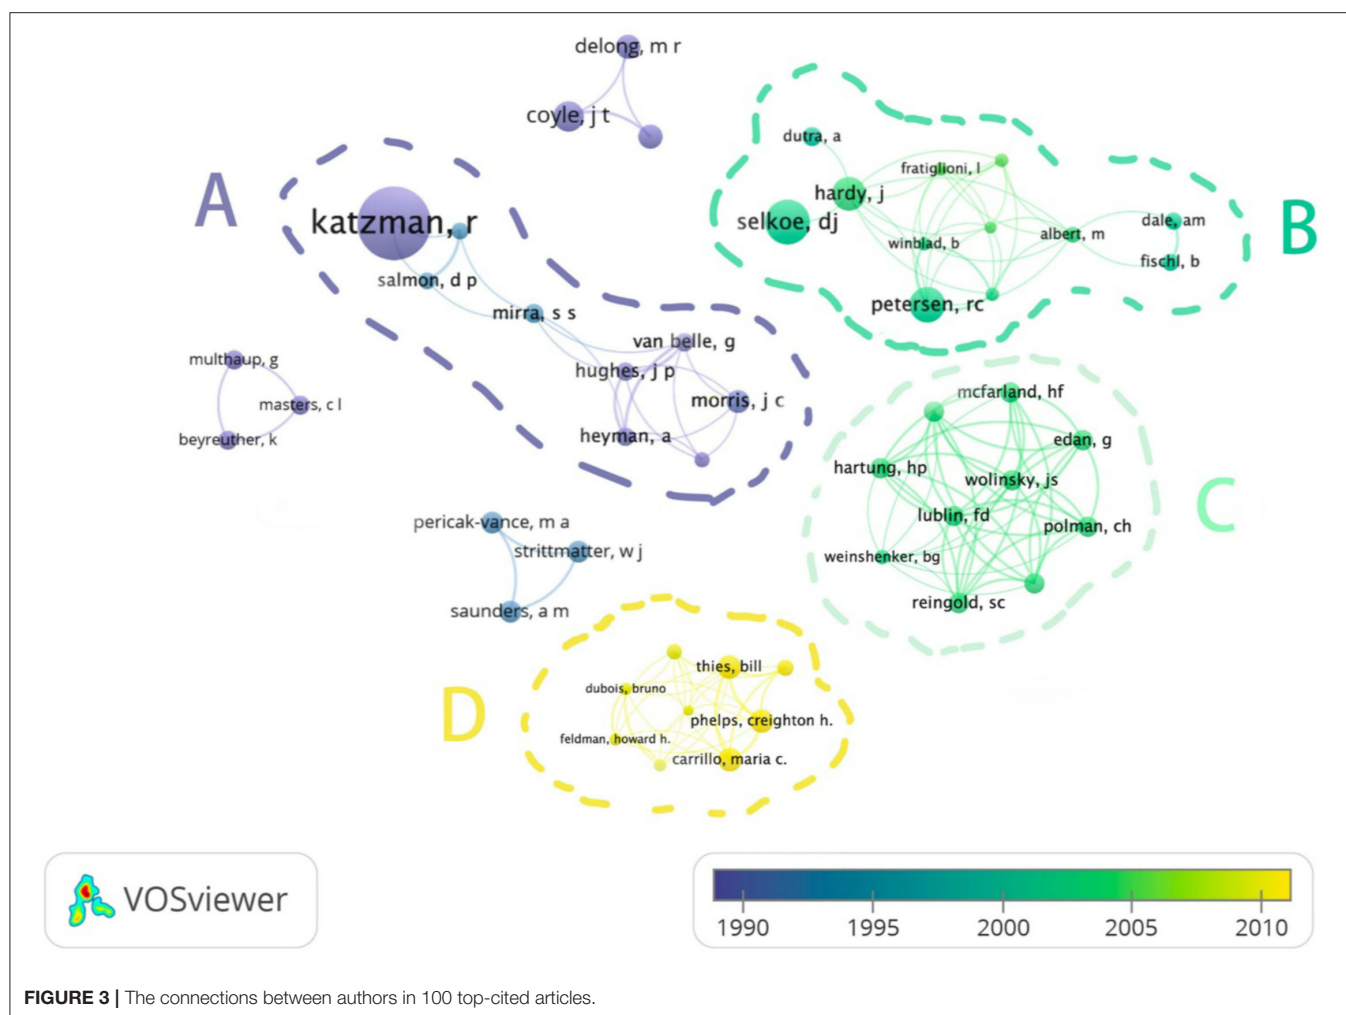 delong, m r
coyle, j t
A
katzman, r
salmon, d p
mirra, s s
van belle, g
hughes, j p
morris, j c
heyman, a
dutra, a
fratiglioni, l
hardy, j
selkoe, dj
winblad, b
albert, m
dale, am
fischl, b
petersen, rc
B
multhaup, g
masters, c l
beyreuther, k
mcfarland, hf
edan, g
hartung, hp
wolinsky, js
lublin, fd
polman, ch
weinshenker, bg
reingold, sc
C
pericak-vance, m a
strittmatter, w j
saunders, a m
D
thies, bill
dubois, bruno
phelps, creighton h.
feldman, howard h.
carrillo, maria c.
VOSviewer
1990 1995 2000 2005 2010
FIGURE 3 | The connections between authors in 100 top-cited articles.